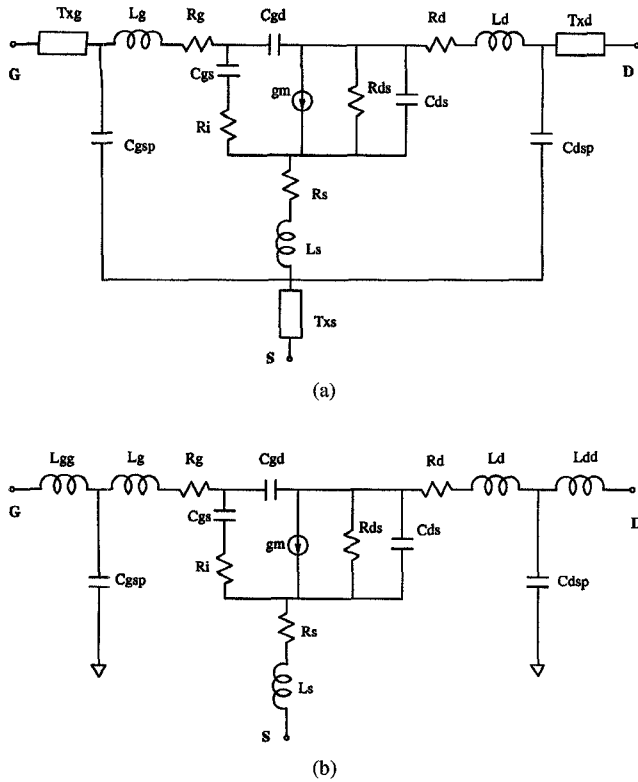 Txg Lg Rg Cgd Rd Ld Txd
G D
Cgs gm Rds Cds
Ri
Cgsp Cdsp
Rs
Ls
Txs
S
(a)
Lgg Lg Rg Cgd Rd Ld Ldd
G D
Cgs gm Rds Cds
Ri
Cgsp Cdsp
Rs
Ls
S
(b)